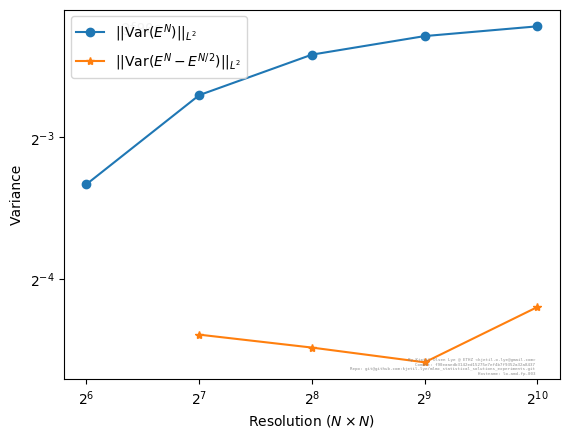 ||Var(E^N)||_{L^2}
||Var(E^N − E^{N/2})||_{L^2}
Variance
2^{-3}
2^{-4}
2^6 2^7 2^8 2^9 2^{10}
Resolution (N × N)